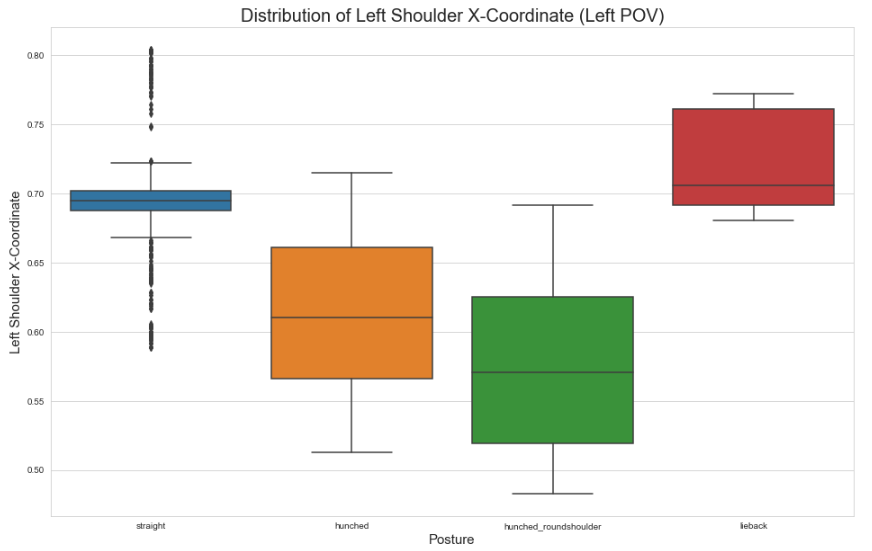 Distribution of Left Shoulder X-Coordinate (Left POV)
Left Shoulder X-Coordinate
0.80
0.75
0.70
0.65
0.60
0.55
0.50
straight hunched hunched_roundshoulder lieback
Posture